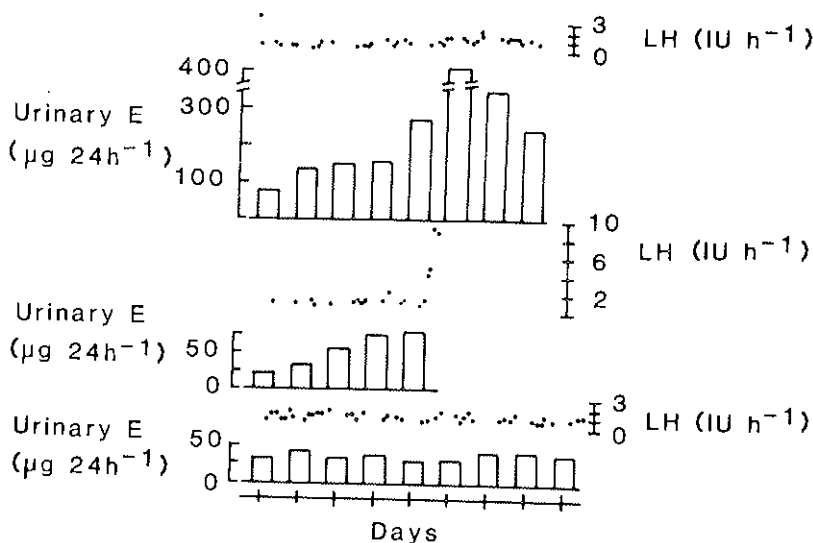 3
0
LH (IU h⁻¹)
400
300
100
Urinary E
(µg 24h⁻¹)
10
6
2
LH (IU h⁻¹)
Urinary E
(µg 24h⁻¹)
50
0
3
0
LH (IU h⁻¹)
Urinary E
(µg 24h⁻¹)
50
0
Days